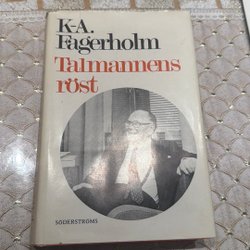 K-A.
Fagerholm
Talmannens
röst
SÖDERSTRÖMS